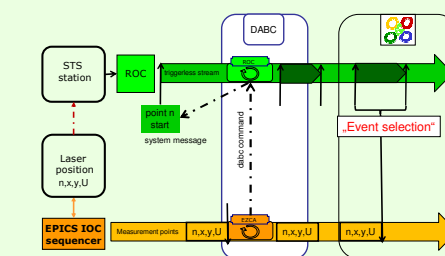 DABC
STS
station
ROC
ROC
triggerless stream
point n
start
system message
dabc command
„Event selection“
Laser
position
n,x,y,U
EPICS IOC
sequencer
Measurement points
n,x,y,U
EZCA
n,x,y,U
n,x,y,U